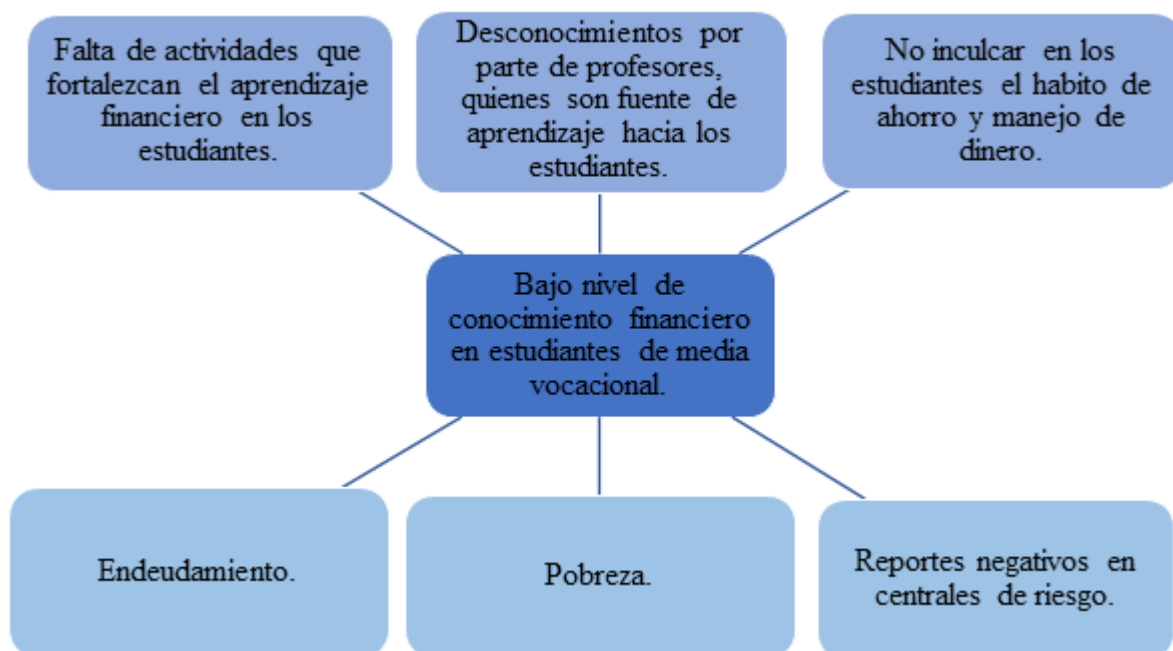 Falta de actividades que
fortalezcan el aprendizaje
financiero en los
estudiantes.
Desconocimientos por
parte de profesores,
quienes son fuente de
aprendizaje hacia los
estudiantes.
No inculcar en los
estudiantes el habito de
ahorro y manejo de
dinero.
Bajo nivel de
conocimiento financiero
en estudiantes de media
vocacional.
Endeudamiento.
Pobreza.
Reportes negativos en
centrales de riesgo.